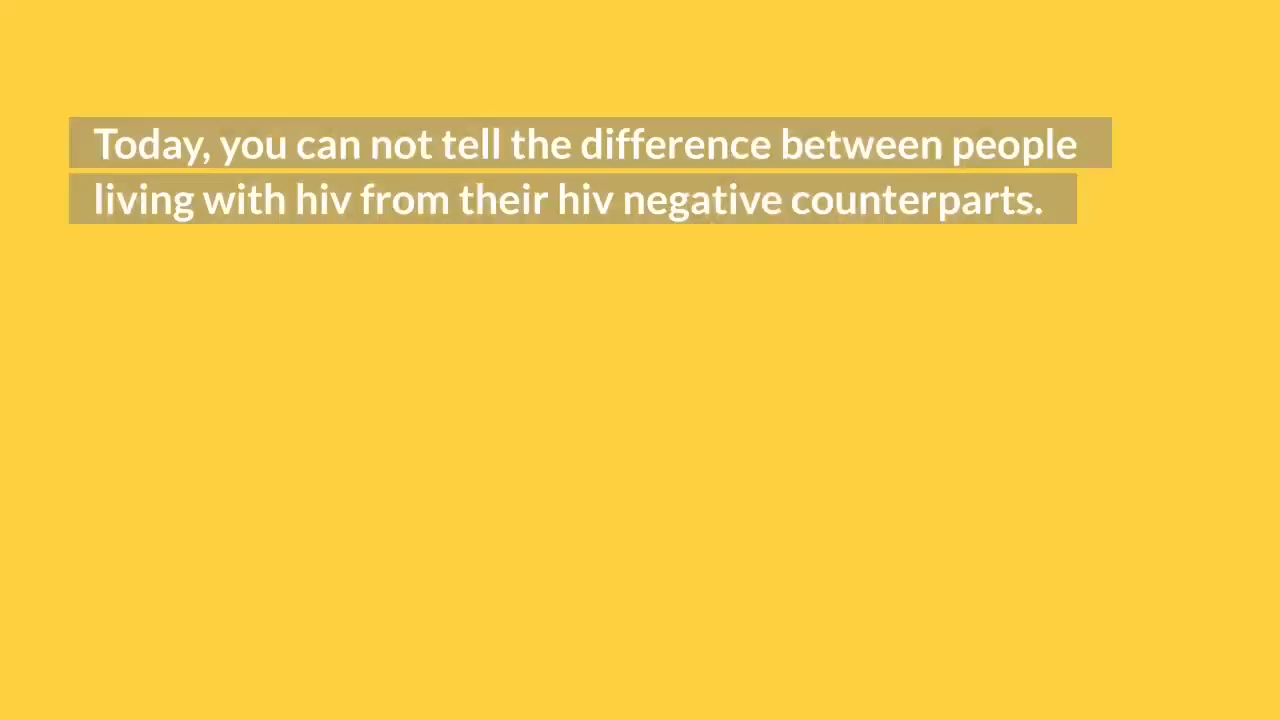 Today, you can not tell the difference between people
living with hiv from their hiv negative counterparts.